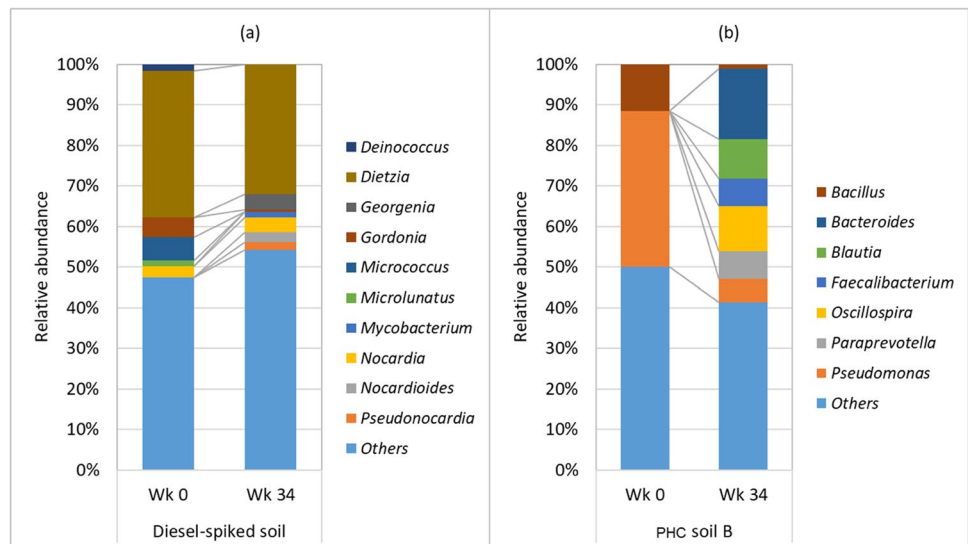 (a)
Relative abundance
100%
90%
80%
70%
60%
50%
40%
30%
20%
10%
0%
Wk 0 Wk 34
Diesel-spiked soil
Deinococcus
Dietzia
Georgenia
Gordonia
Micrococcus
Microlunatus
Mycobacterium
Nocardia
Nocardioides
Pseudonocardia
Others
(b)
Relative abundance
100%
90%
80%
70%
60%
50%
40%
30%
20%
10%
0%
Wk 0 Wk 34
PHC soil B
Bacillus
Bacteroides
Blautia
Faecalibacterium
Oscillospira
Paraprevotella
Pseudomonas
Others